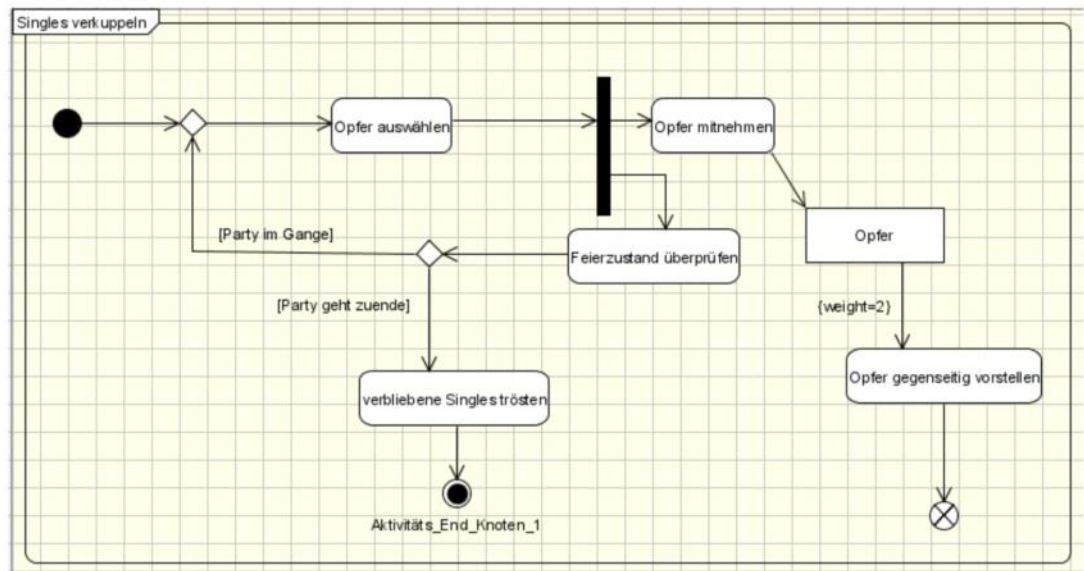 Singles verkuppeln
Opfer auswählen
Opfer mitnehmen
Opfer
[Party im Gange]
Feierzustand überprüfen
[Party geht zuende]
{weight=2}
verbliebene Singles trösten
Opfer gegenseitig vorstellen
Aktivitäts_End_Knoten_1